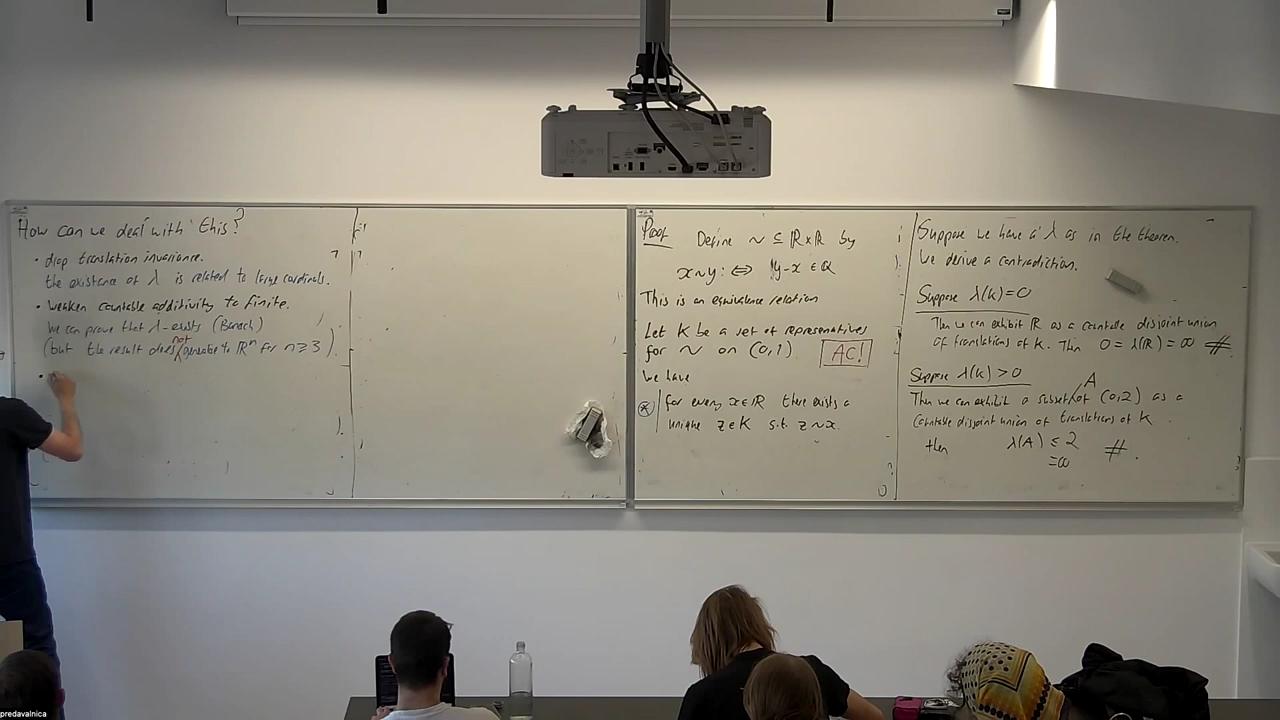 How can we deal with this?
• drop translation invariance.
the existence of λ is related to large cardinals.
• weaken countable additivity to finite.
We can prove that λ exists (Banach)
(but the result does not generalise to ℝⁿ for n≥3).
•
Proof Define ~ ⊆ ℝ×ℝ by
x~y :⇔ y-x ∈ ℚ
This is an equivalence relation
Let K be a set of representatives
for ~ on (0,1) AC!
We have
⊛ for every x∈ℝ there exists a
unique z∈K s.t. z~x.
Suppose we have a λ as in the theorem.
We derive a contradiction.
Suppose λ(K)=0
Then we can exhibit ℝ as a countable disjoint union
of translations of K. Then 0 = λ(ℝ) = ∞ #
Suppose λ(K) > 0
Then we can exhibit a subset A of (0,2) as a
countable disjoint union of translations of K
then λ(A) ≤ 2 #.
=∞
predavalnica